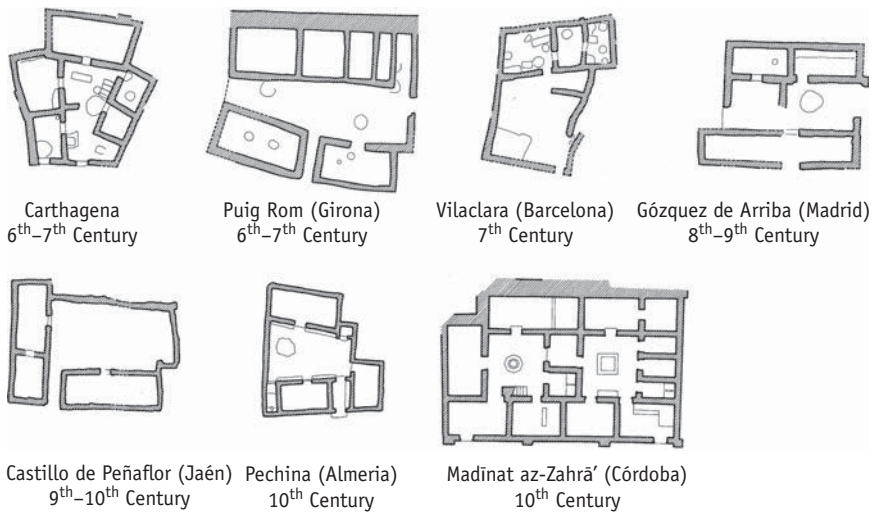 Carthagena
6th–7th Century
Puig Rom (Girona)
6th–7th Century
Vilaclara (Barcelona)
7th Century
Gózquez de Arriba (Madrid)
8th–9th Century
Castillo de Peñaflor (Jaén)
9th–10th Century
Pechina (Almeria)
10th Century
Madīnat az-Zahrā’ (Córdoba)
10th Century